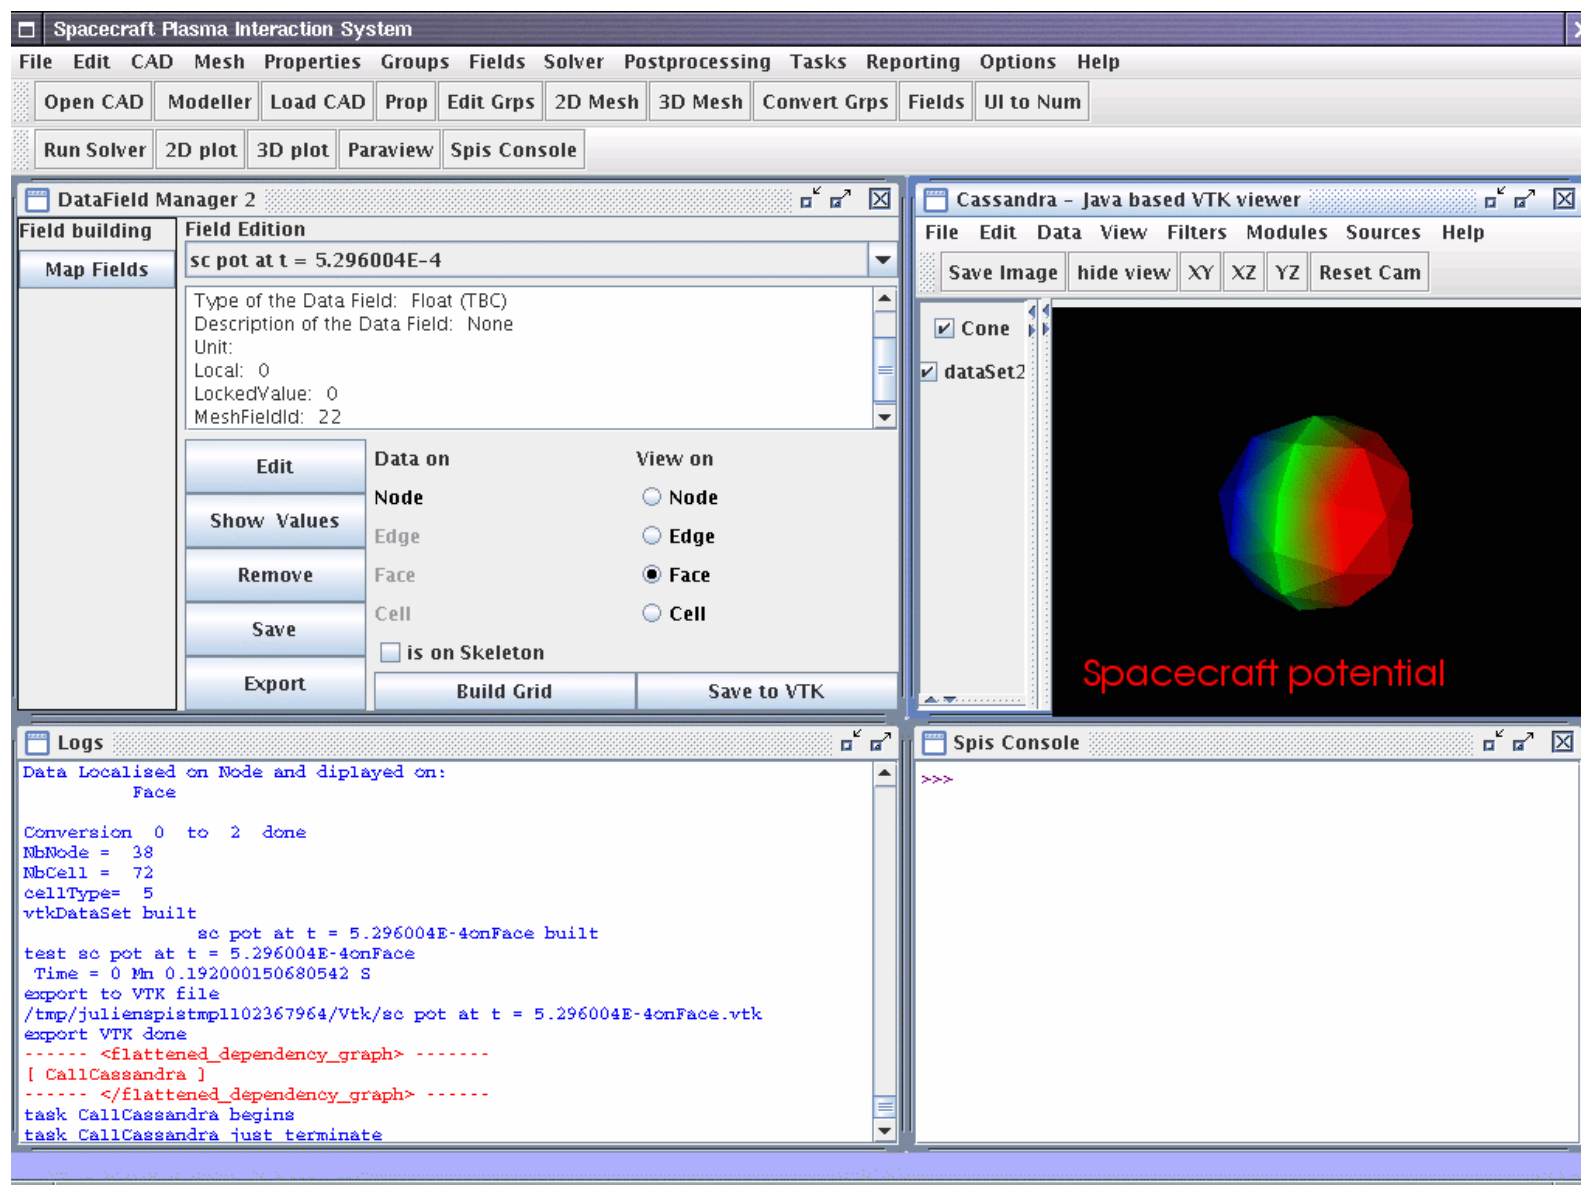 Spacecraft Plasma Interaction System
File Edit CAD Mesh Properties Groups Fields Solver Postprocessing Tasks Reporting Options Help
Open CAD Modeller Load CAD Prop Edit Grps 2D Mesh 3D Mesh Convert Grps Fields UI to Num
Run Solver 2D plot 3D plot Paraview Spis Console
DataField Manager 2
Field building
Map Fields
Field Edition
sc pot at t = 5.296004E-4
Type of the Data Field: Float (TBC)
Description of the Data Field: None
Unit:
Local: 0
LockedValue: 0
MeshFieldId: 22
Edit
Show Values
Remove
Save
Export
Data on
Node
Edge
Face
Cell
View on
Node
Edge
Face
Cell
is on Skeleton
Build Grid Save to VTK
Cassandra - Java based VTK viewer
File Edit Data View Filters Modules Sources Help
Save Image hide view XY XZ YZ Reset Cam
Cone
dataSet2
Spacecraft potential
Logs
Data Localised on Node and diplayed on:
Face
Conversion 0 to 2 done
NbNode = 38
NbCell = 72
cellType= 5
vtkDataSet built
sc pot at t = 5.296004E-4onFace built
test sc pot at t = 5.296004E-4onFace
Time = 0 Mn 0.192000150680542 S
export to VTK file
/tmp/julienspistmp1102367964/Vtk/sc pot at t = 5.296004E-4onFace.vtk
export VTK done
------ <flattened_dependency_graph> -------
[ CallCassandra ]
------ </flattened_dependency_graph> ------
task CallCassandra begins
task CallCassandra just terminate
Spis Console
>>>